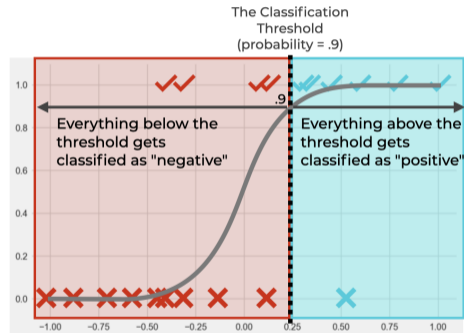 The Classification
Threshold
(probability = .9)
1.0
.9
Everything below the
threshold gets
classified as "negative"
Everything above the
threshold gets
classified as "positive"
0.8
0.6
0.4
0.2
0.0
-1.00 -0.75 -0.50 -0.25 0.00 0.25 0.50 0.75 1.00